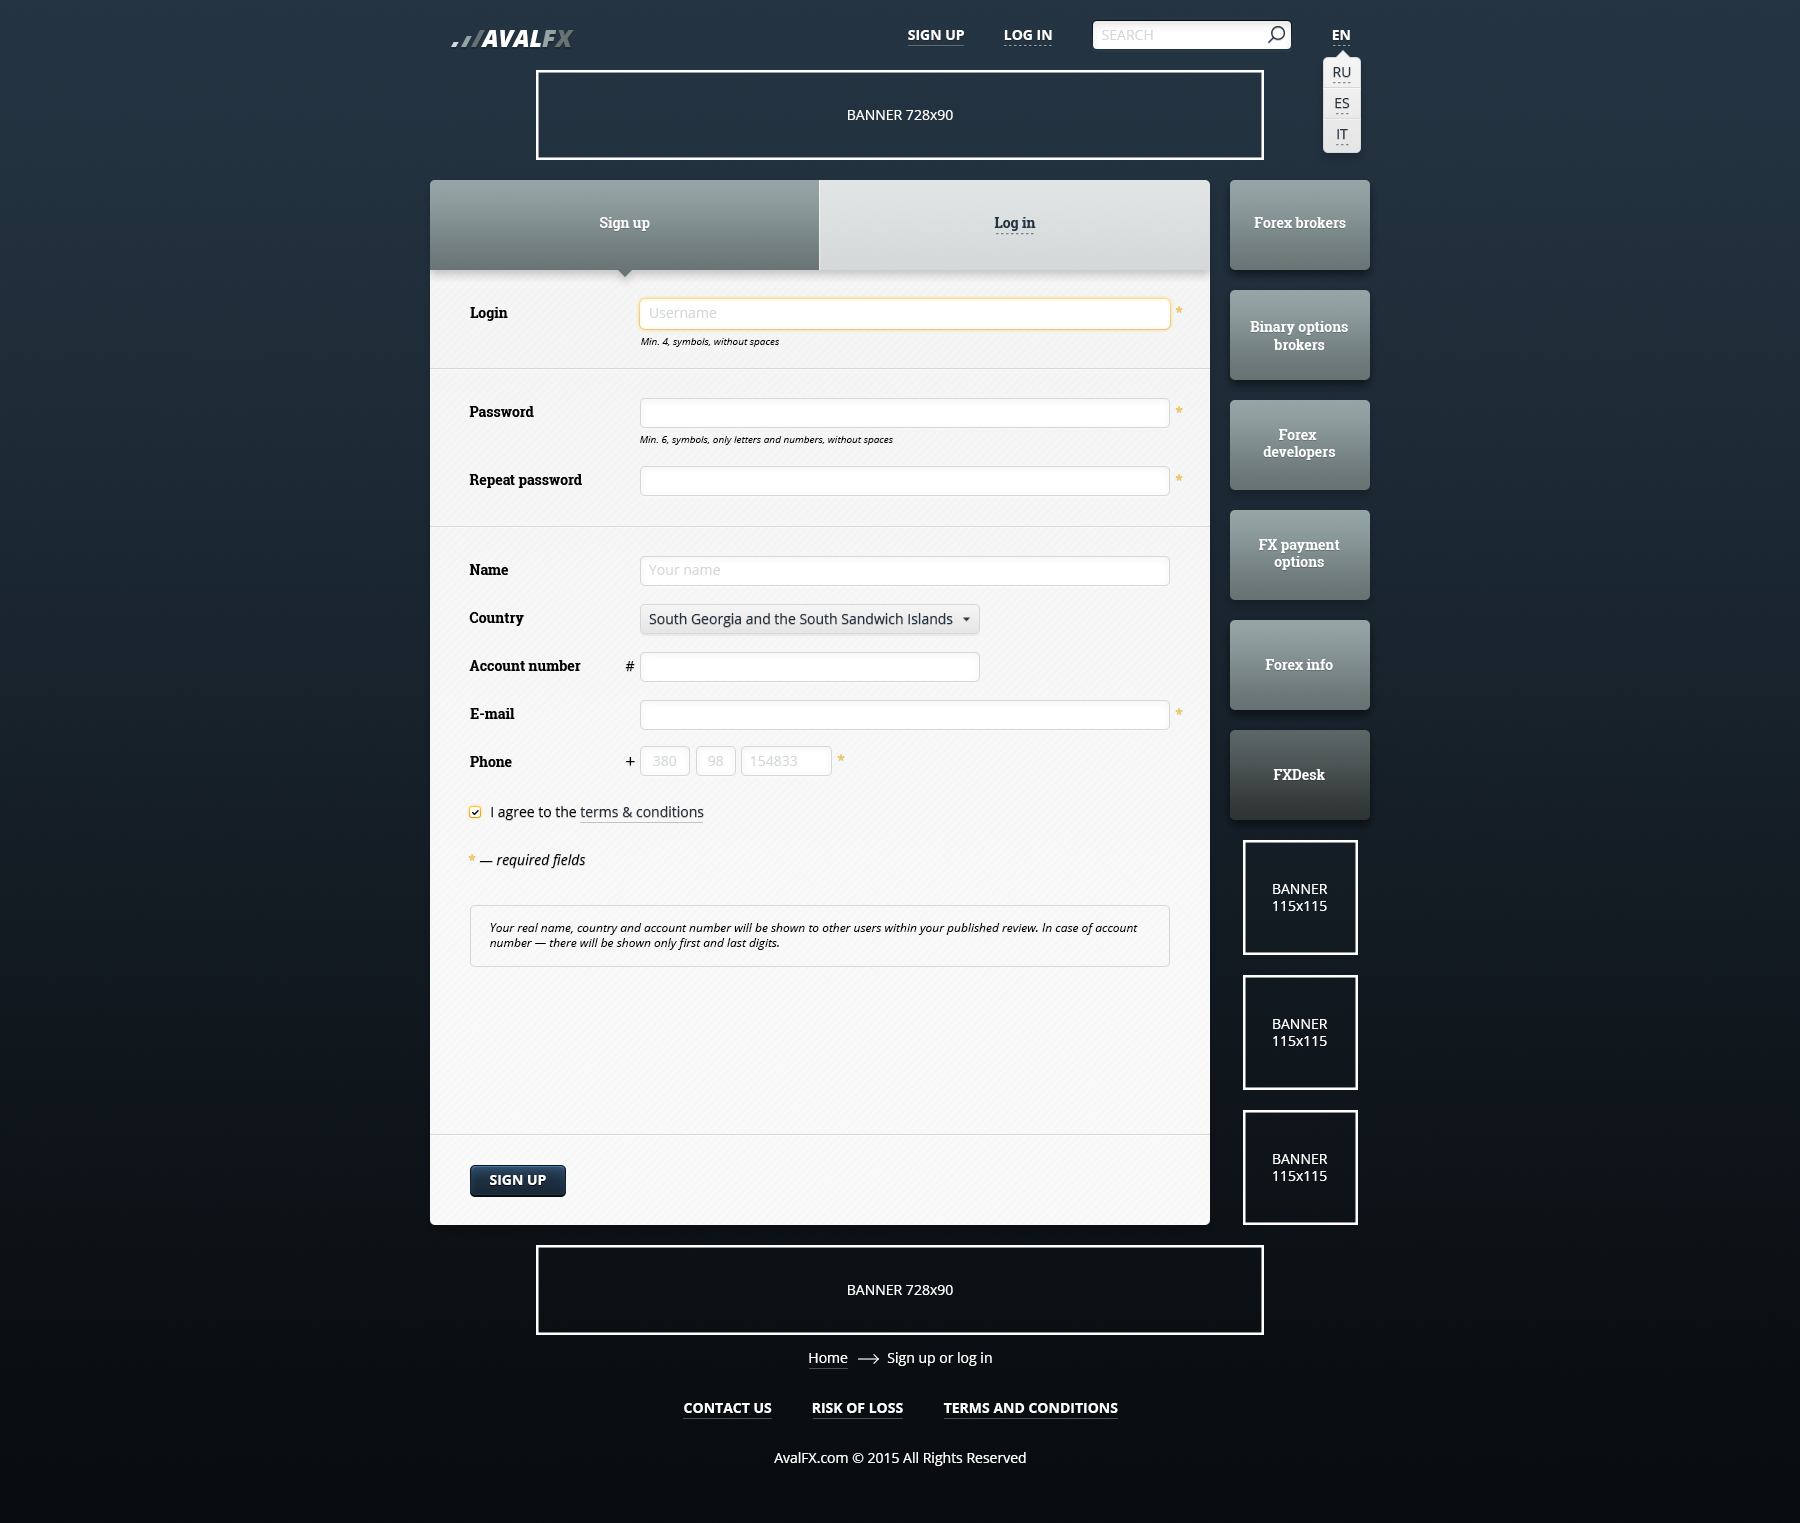 AVALFX
SIGN UP
LOG IN
SEARCH
EN
RU
ES
IT
BANNER 728x90
Sign up
Log in
Login
Username
*
Min. 4, symbols, without spaces
Password
*
Min. 6, symbols, only letters and numbers, without spaces
Repeat password
*
Name
Your name
Country
South Georgia and the South Sandwich Islands
Account number
#
E-mail
*
Phone
+
380
98
154833
*
I agree to the terms & conditions
* — required fields
Your real name, country and account number will be shown to other users within your published review. In case of account
number — there will be shown only first and last digits.
SIGN UP
Forex brokers
Binary options
brokers
Forex
developers
FX payment
options
Forex info
FXDesk
BANNER
115x115
BANNER
115x115
BANNER
115x115
BANNER 728x90
Home
Sign up or log in
CONTACT US
RISK OF LOSS
TERMS AND CONDITIONS
AvalFX.com © 2015 All Rights Reserved